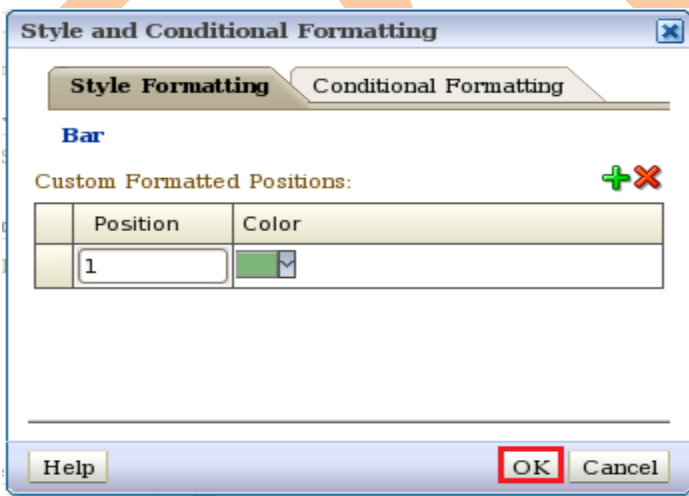 Style and Conditional Formatting
Style Formatting Conditional Formatting
Bar
Custom Formatted Positions:
Position Color
1
Help OK Cancel